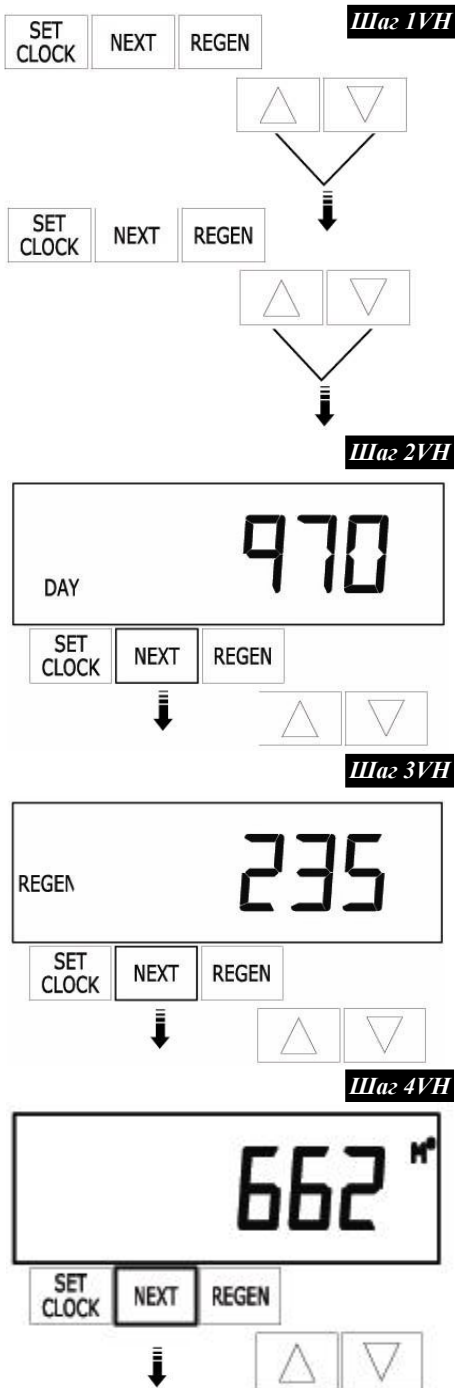 Шаг 1VH
SET CLOCK NEXT REGEN
SET CLOCK NEXT REGEN
Шаг 2VH
970
DAY
SET CLOCK NEXT REGEN
Шаг 3VH
235
REGEN
SET CLOCK NEXT REGEN
Шаг 4VH
662 м³
SET CLOCK NEXT REGEN